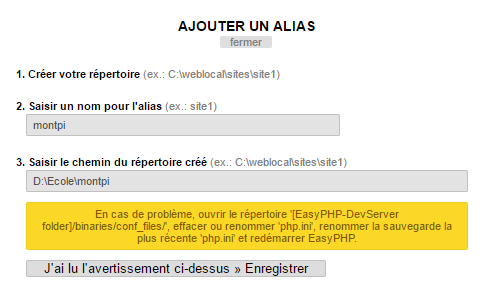 AJOUTER UN ALIAS
fermer
1. Créer votre répertoire (ex.: C:\weblocal\sites\site1)
2. Saisir un nom pour l'alias (ex.: site1)
montpi
3. Saisir le chemin du répertoire créé (ex.: C:\weblocal\sites\site1)
D:\Ecole\montpi
En cas de problème, ouvrir le répertoire '[EasyPHP-DevServer
folder]/binaries/conf_files/', effacer ou renommer 'php.ini', renommer la sauvegarde la
plus récente 'php.ini' et redémarrer EasyPHP.
J'ai lu l'avertissement ci-dessus » Enregistrer